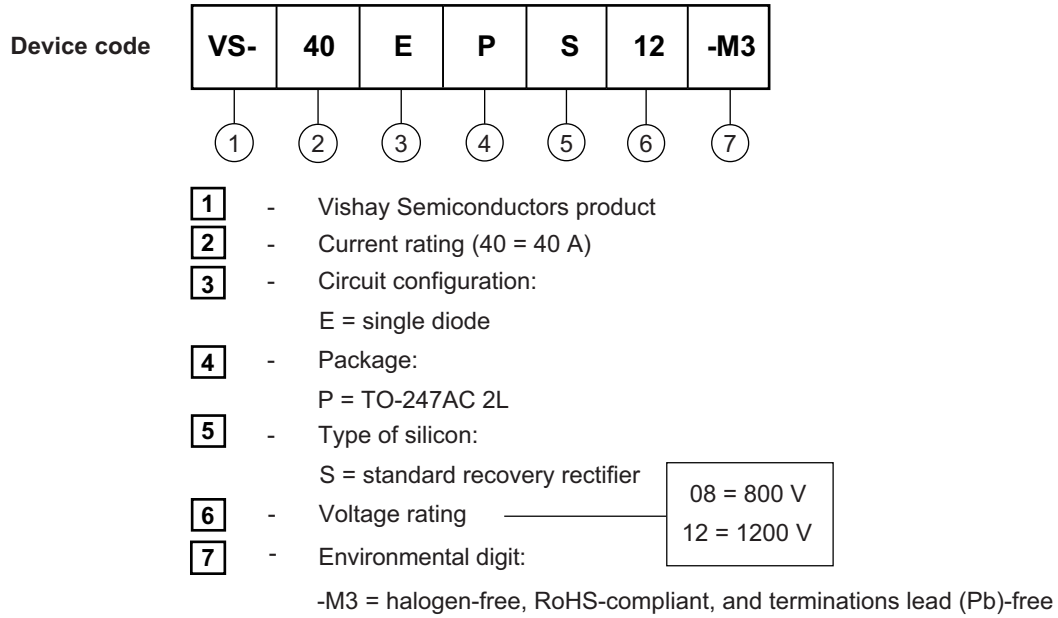 Device code VS- 40 E P S 12 -M3
1 2 3 4 5 6 7
1 - Vishay Semiconductors product
2 - Current rating (40 = 40 A)
3 - Circuit configuration:
E = single diode
4 - Package:
P = TO-247AC 2L
5 - Type of silicon:
S = standard recovery rectifier
08 = 800 V
6 - Voltage rating
12 = 1200 V
7 - Environmental digit:
-M3 = halogen-free, RoHS-compliant, and terminations lead (Pb)-free